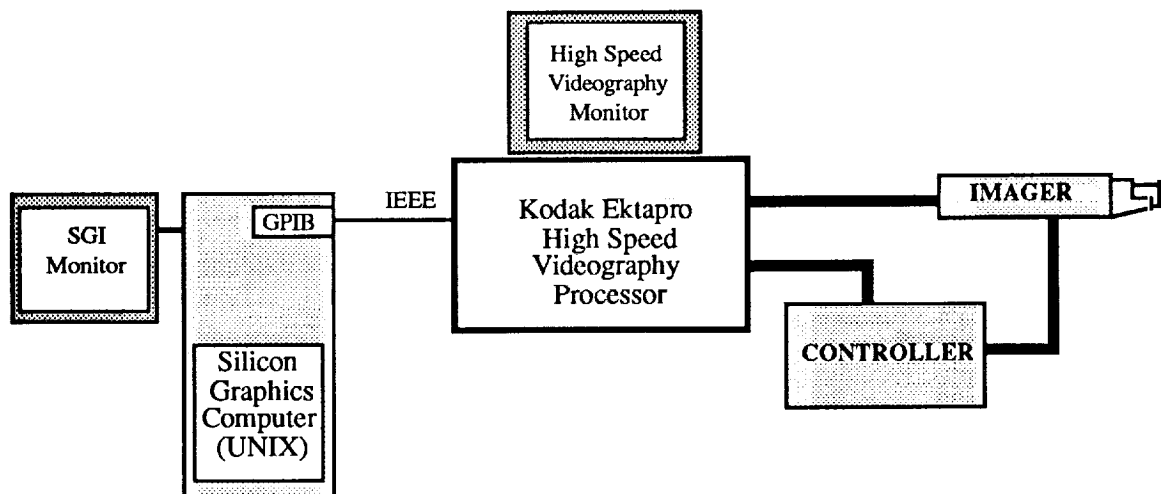 High Speed
Videography
Monitor
IEEE
Kodak Ektapro
High Speed
Videography
Processor
IMAGER
GPIB
SGI
Monitor
CONTROLLER
Silicon
Graphics
Computer
(UNIX)